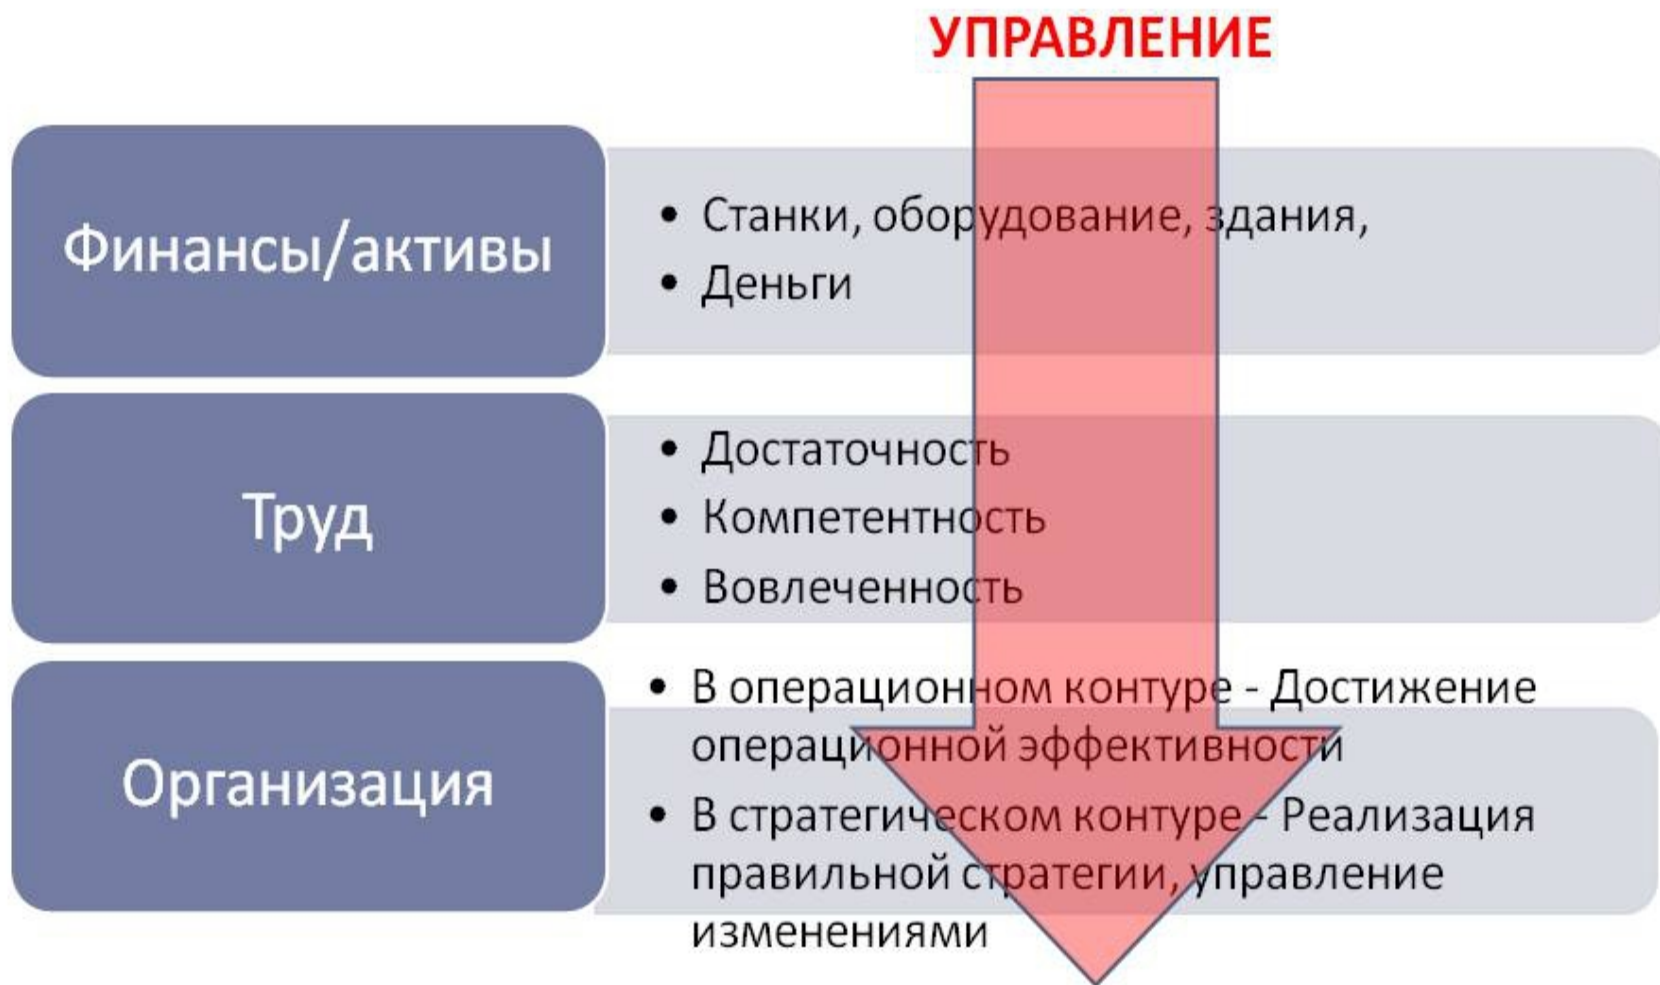 УПРАВЛЕНИЕ
Финансы/активы
• Станки, оборудование, здания,
• Деньги
Труд
• Достаточность
• Компетентность
• Вовлеченность
Организация
• В операционном контуре - Достижение
операционной эффективности
• В стратегическом контуре - Реализация
правильной стратегии, управление
изменениями